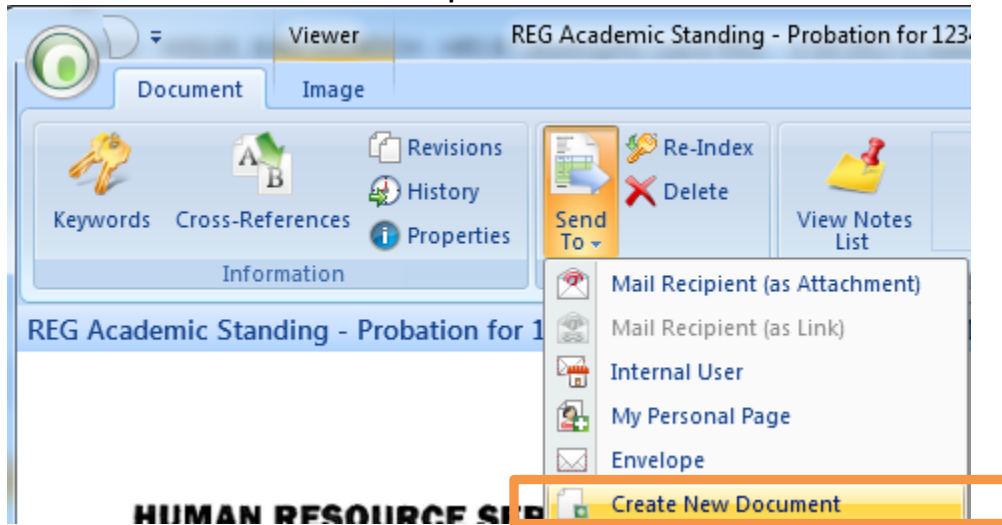 Viewer
REG Academic Standing - Probation for 123
Document
Image
Keywords
Cross-References
Revisions
History
Properties
Information
Send To
Re-Index
Delete
View Notes List
Mail Recipient (as Attachment)
Mail Recipient (as Link)
Internal User
My Personal Page
Envelope
Create New Document
REG Academic Standing - Probation for 1
HUMAN RESOURCE SER